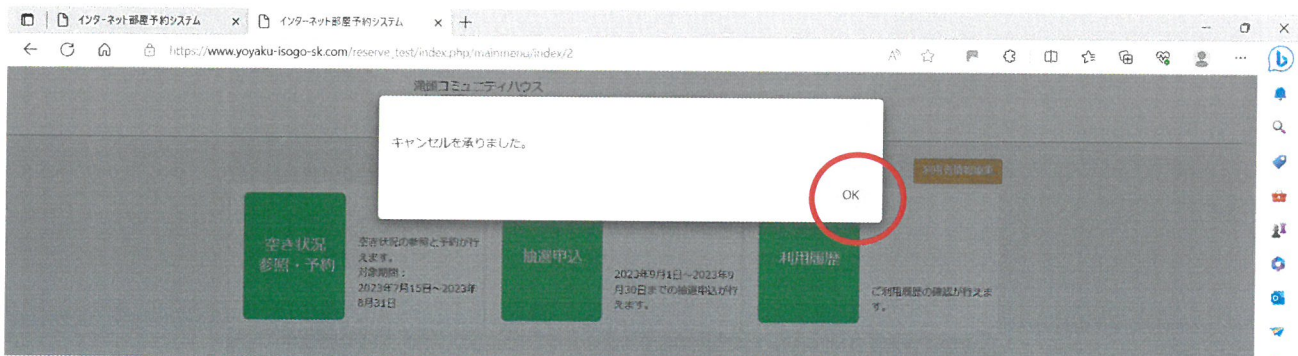 インターネット部屋予約システム
インターネット部屋予約システム
https://www.yoyaku-isogo-sk.com/reserve_test/index.php/mainmenu/index/2
滝頭コミュニティハウス
キャンセルを承りました。
OK
空き状況
参照・予約
空き状況の参照と予約が行
えます。
対象期間:
2023年7月15日~2023年
8月31日
抽選申込
2023年9月1日~2023年9
月30日までの抽選申込が行
えます。
利用履歴
ご利用履歴の確認が行えま
す。